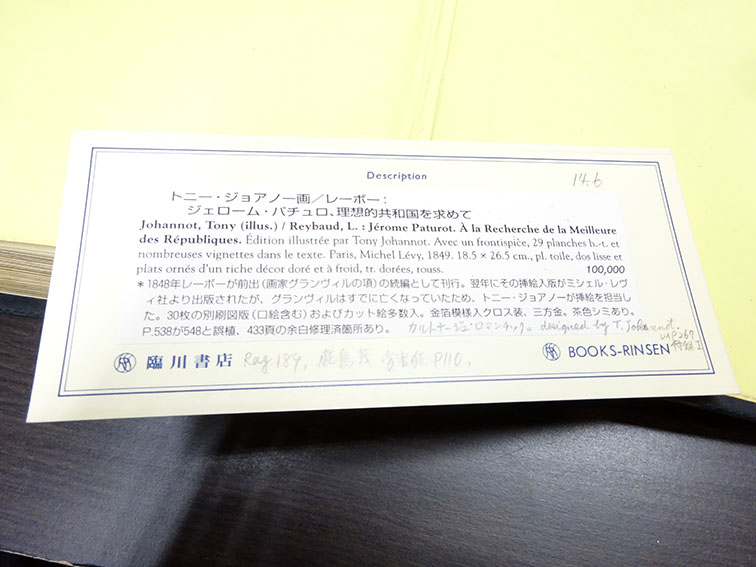 Description
14.6
トニー・ジョアノー画/レーボー:
ジェローム・パチュロ、理想的共和国を求めて
Johannot, Tony (illus.) / Reybaud, L. : Jérome Paturot. À la Recherche de la Meilleure
des Républiques. Édition illustrée par Tony Johannot. Avec un frontispice, 29 planches h.-t. et
nombreuses vignettes dans le texte. Paris, Michel Lévy, 1849. 18.5 × 26.5 cm., pl. toile, dos lisse et
plats ornés d'un riche décor doré et à froid, tr. dorées, rouss. 100,000
*1848年レーボーが前出(画家グランヴィルの項)の続編として刊行。翌年にその挿絵入版がミシェル・レヴ
ィ社より出版されたが、グランヴィルはすでに亡くなっていたため、トニー・ジョアノーが挿絵を担当し
た。30枚の別刷図版(口絵含む)およびカット絵多数入。金箔模様入クロス装、三方金。茶色シミあり。
P.538が548と誤植、433頁の余白修理済箇所あり。 カルトナージュ・ロマンチック。designed by T. Johannot.
臨川書店 Ray 189, 鹿島茂 P110, BOOKS-RINSEN